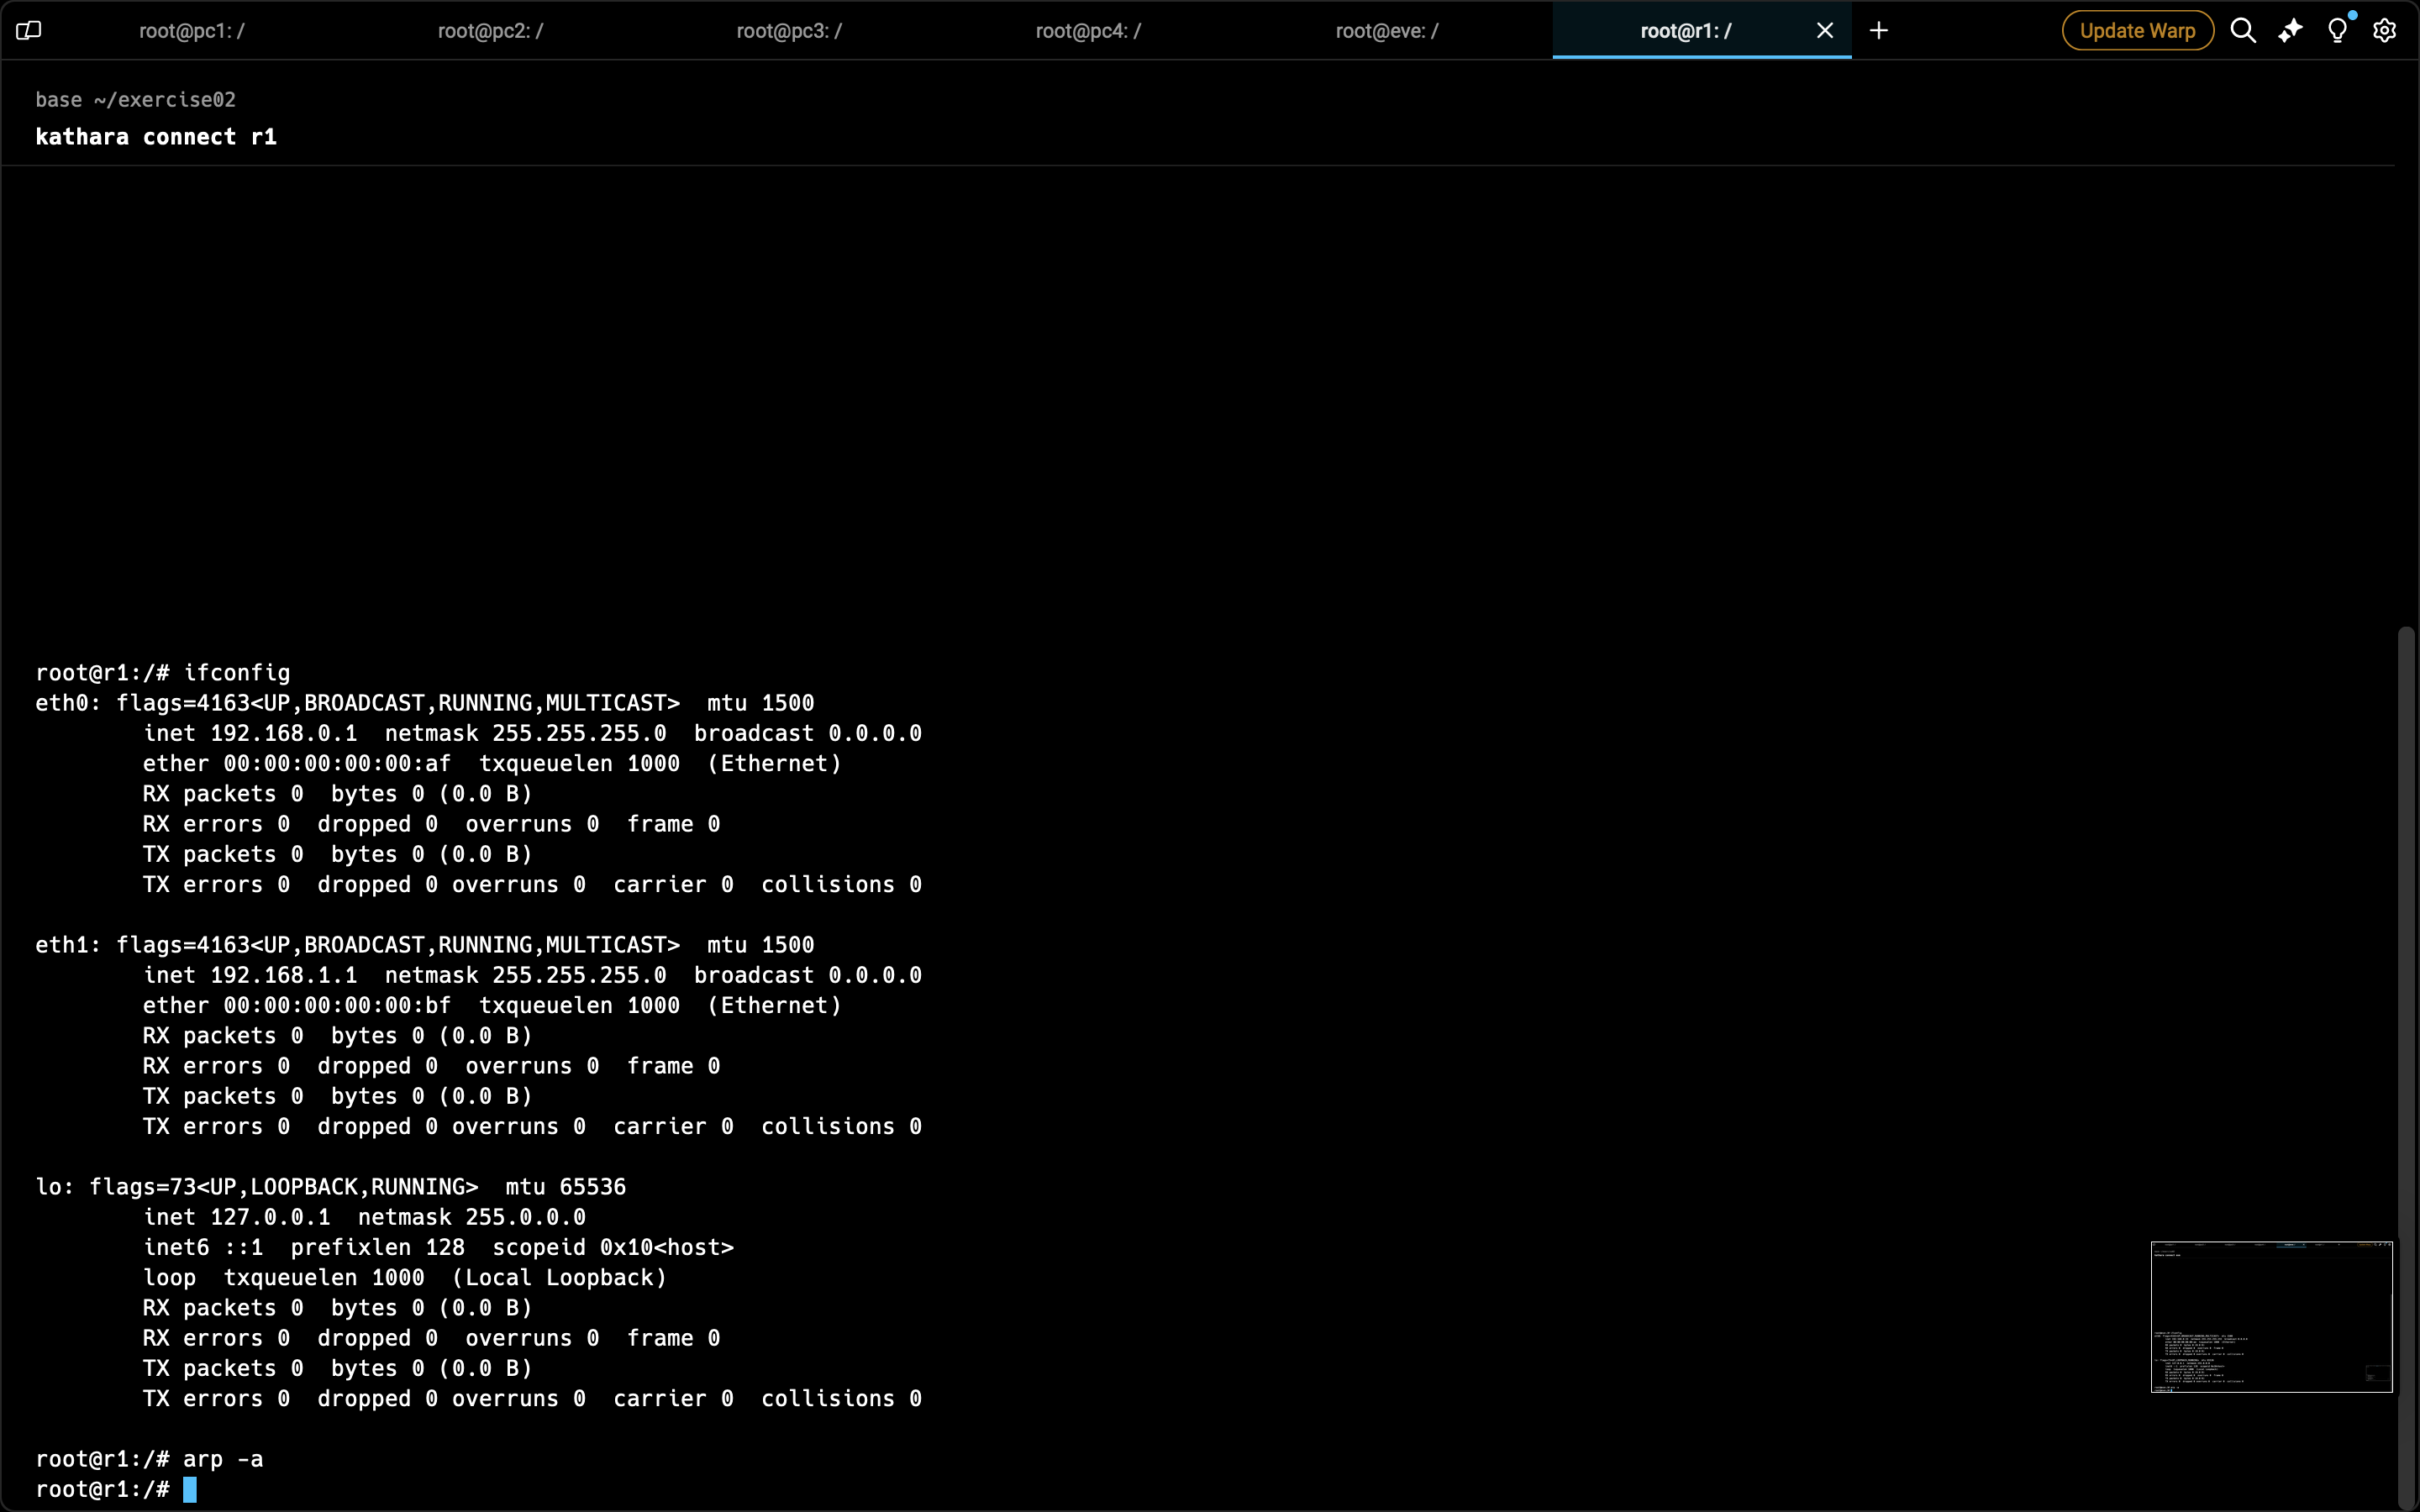 root@pc1: /
root@pc2: /
root@pc3: /
root@pc4: /
root@eve: /
root@r1: /
Update Warp
base ~/exercise02
kathara connect r1
root@r1:/# ifconfig
eth0: flags=4163<UP,BROADCAST,RUNNING,MULTICAST>  mtu 1500
        inet 192.168.0.1  netmask 255.255.255.0  broadcast 0.0.0.0
        ether 00:00:00:00:00:af  txqueuelen 1000  (Ethernet)
        RX packets 0  bytes 0 (0.0 B)
        RX errors 0  dropped 0  overruns 0  frame 0
        TX packets 0  bytes 0 (0.0 B)
        TX errors 0  dropped 0 overruns 0  carrier 0  collisions 0
eth1: flags=4163<UP,BROADCAST,RUNNING,MULTICAST>  mtu 1500
        inet 192.168.1.1  netmask 255.255.255.0  broadcast 0.0.0.0
        ether 00:00:00:00:00:bf  txqueuelen 1000  (Ethernet)
        RX packets 0  bytes 0 (0.0 B)
        RX errors 0  dropped 0  overruns 0  frame 0
        TX packets 0  bytes 0 (0.0 B)
        TX errors 0  dropped 0 overruns 0  carrier 0  collisions 0
lo: flags=73<UP,LOOPBACK,RUNNING>  mtu 65536
        inet 127.0.0.1  netmask 255.0.0.0
        inet6 ::1  prefixlen 128  scopeid 0x10<host>
        loop  txqueuelen 1000  (Local Loopback)
        RX packets 0  bytes 0 (0.0 B)
        RX errors 0  dropped 0  overruns 0  frame 0
        TX packets 0  bytes 0 (0.0 B)
        TX errors 0  dropped 0 overruns 0  carrier 0  collisions 0
root@r1:/# arp -a
root@r1:/#